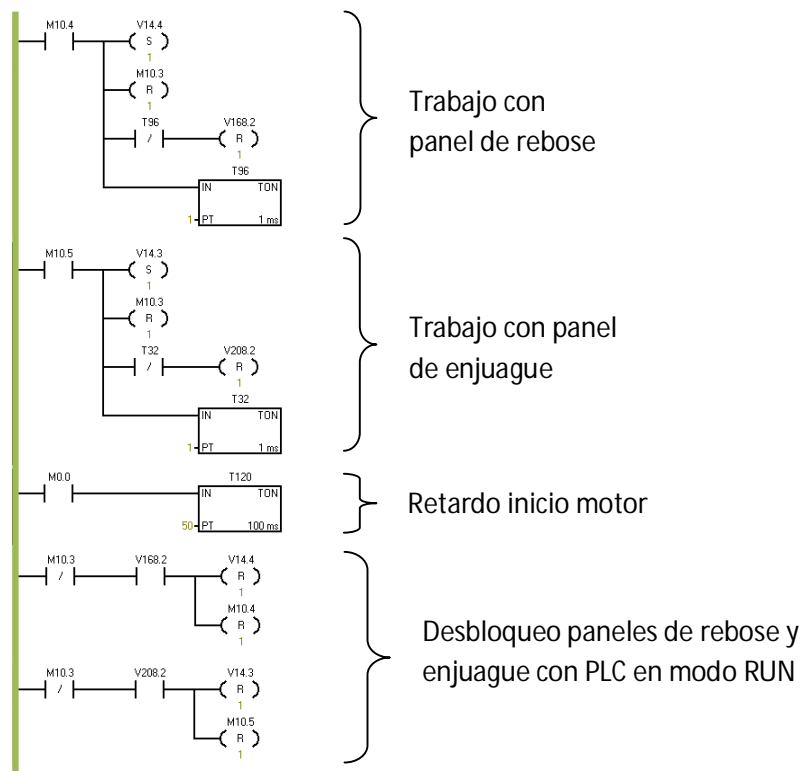 M10.4
V14.4
S
1
M10.3
R
1
T96
/
V168.2
R
1
T96
IN TON
1 PT 1 ms
Trabajo con
panel de rebose
M10.5
V14.3
S
1
M10.3
R
1
T32
/
V208.2
R
1
T32
IN TON
1 PT 1 ms
Trabajo con panel
de enjuague
M0.0
T120
IN TON
50 PT 100 ms
Retardo inicio motor
M10.3
/
V168.2
V14.4
R
1
M10.4
R
1
M10.3
/
V208.2
V14.3
R
1
M10.5
R
1
Desbloqueo paneles de rebose y
enjuague con PLC en modo RUN